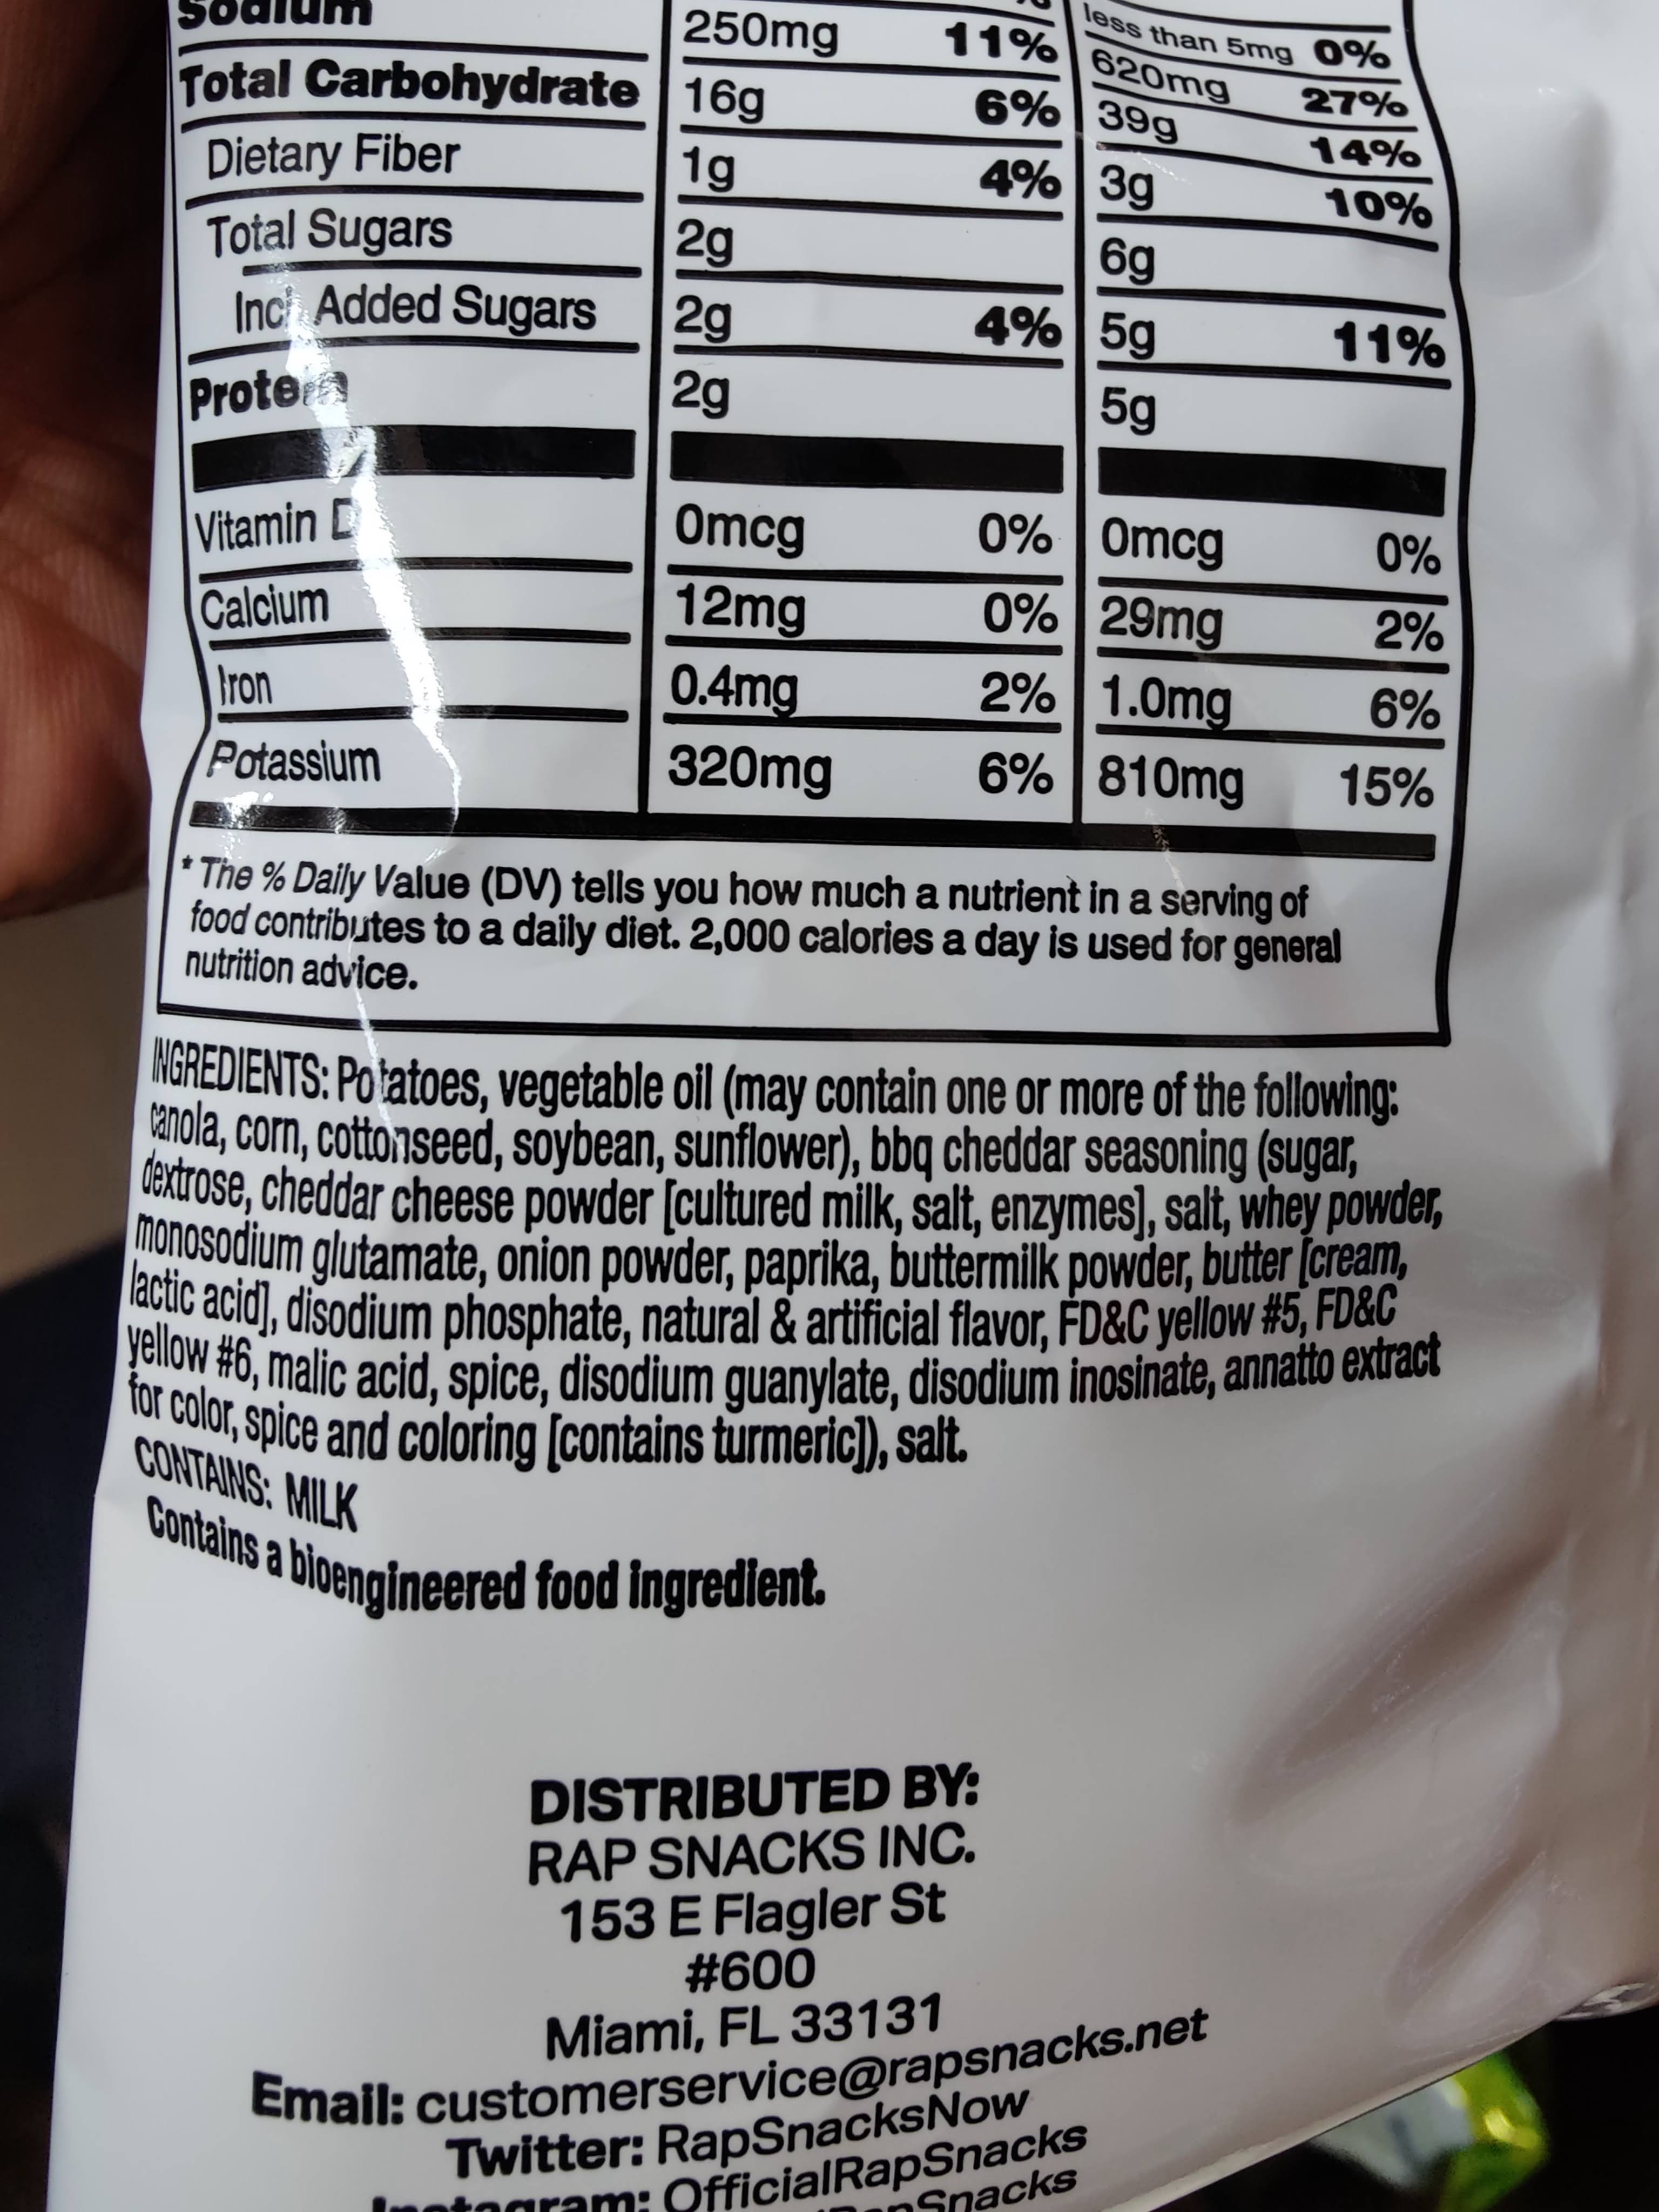 Sodium 250mg 11%
less than 5mg 0%
620mg 27%
Total Carbohydrate 16g 6% 39g 14%
Dietary Fiber 1g 4% 3g 10%
Total Sugars 2g 6g
Incl. Added Sugars 2g 4% 5g 11%
Protein 2g 5g
Vitamin D 0mcg 0% 0mcg 0%
Calcium 12mg 0% 29mg 2%
Iron 0.4mg 2% 1.0mg 6%
Potassium 320mg 6% 810mg 15%
* The % Daily Value (DV) tells you how much a nutrient in a serving of
food contributes to a daily diet. 2,000 calories a day is used for general
nutrition advice.
INGREDIENTS: Potatoes, vegetable oil (may contain one or more of the following:
canola, corn, cottonseed, soybean, sunflower), bbq cheddar seasoning (sugar,
dextrose, cheddar cheese powder [cultured milk, salt, enzymes], salt, whey powder,
monosodium glutamate, onion powder, paprika, buttermilk powder, butter [cream,
lactic acid], disodium phosphate, natural & artificial flavor, FD&C yellow #5, FD&C
yellow #6, malic acid, spice, disodium guanylate, disodium inosinate, annatto extract
for color, spice and coloring [contains turmeric]), salt.
CONTAINS: MILK
Contains a bioengineered food ingredient.
DISTRIBUTED BY:
RAP SNACKS INC.
153 E Flagler St
#600
Miami, FL 33131
Email: customerservice@rapsnacks.net
Twitter: RapSnacksNow
Instagram: OfficialRapSnacks